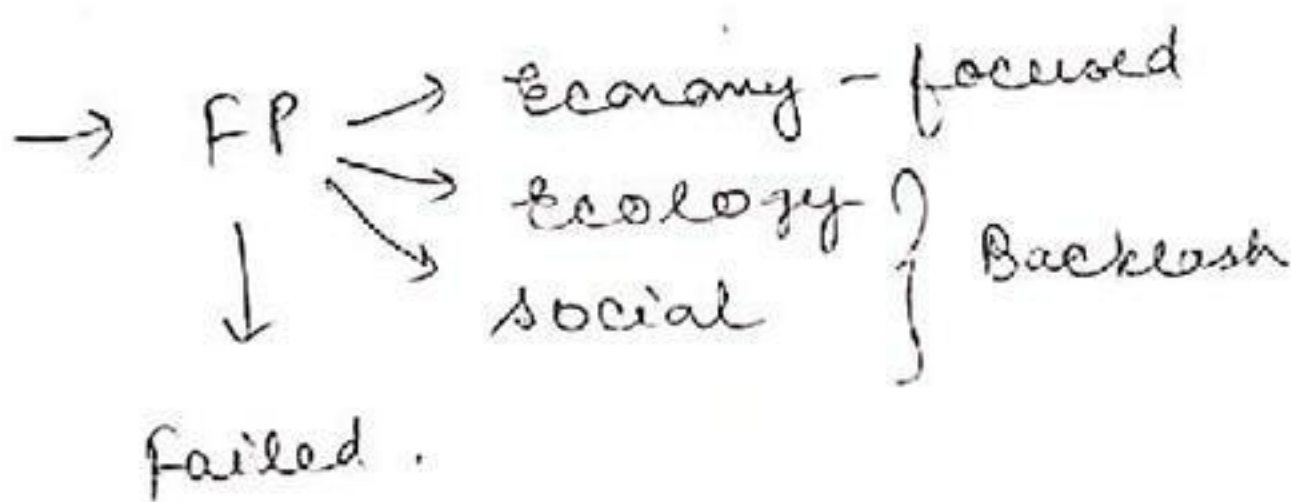 → FP → Economy - focused
→ Ecology } Backlash
→ social
↓
Failed.